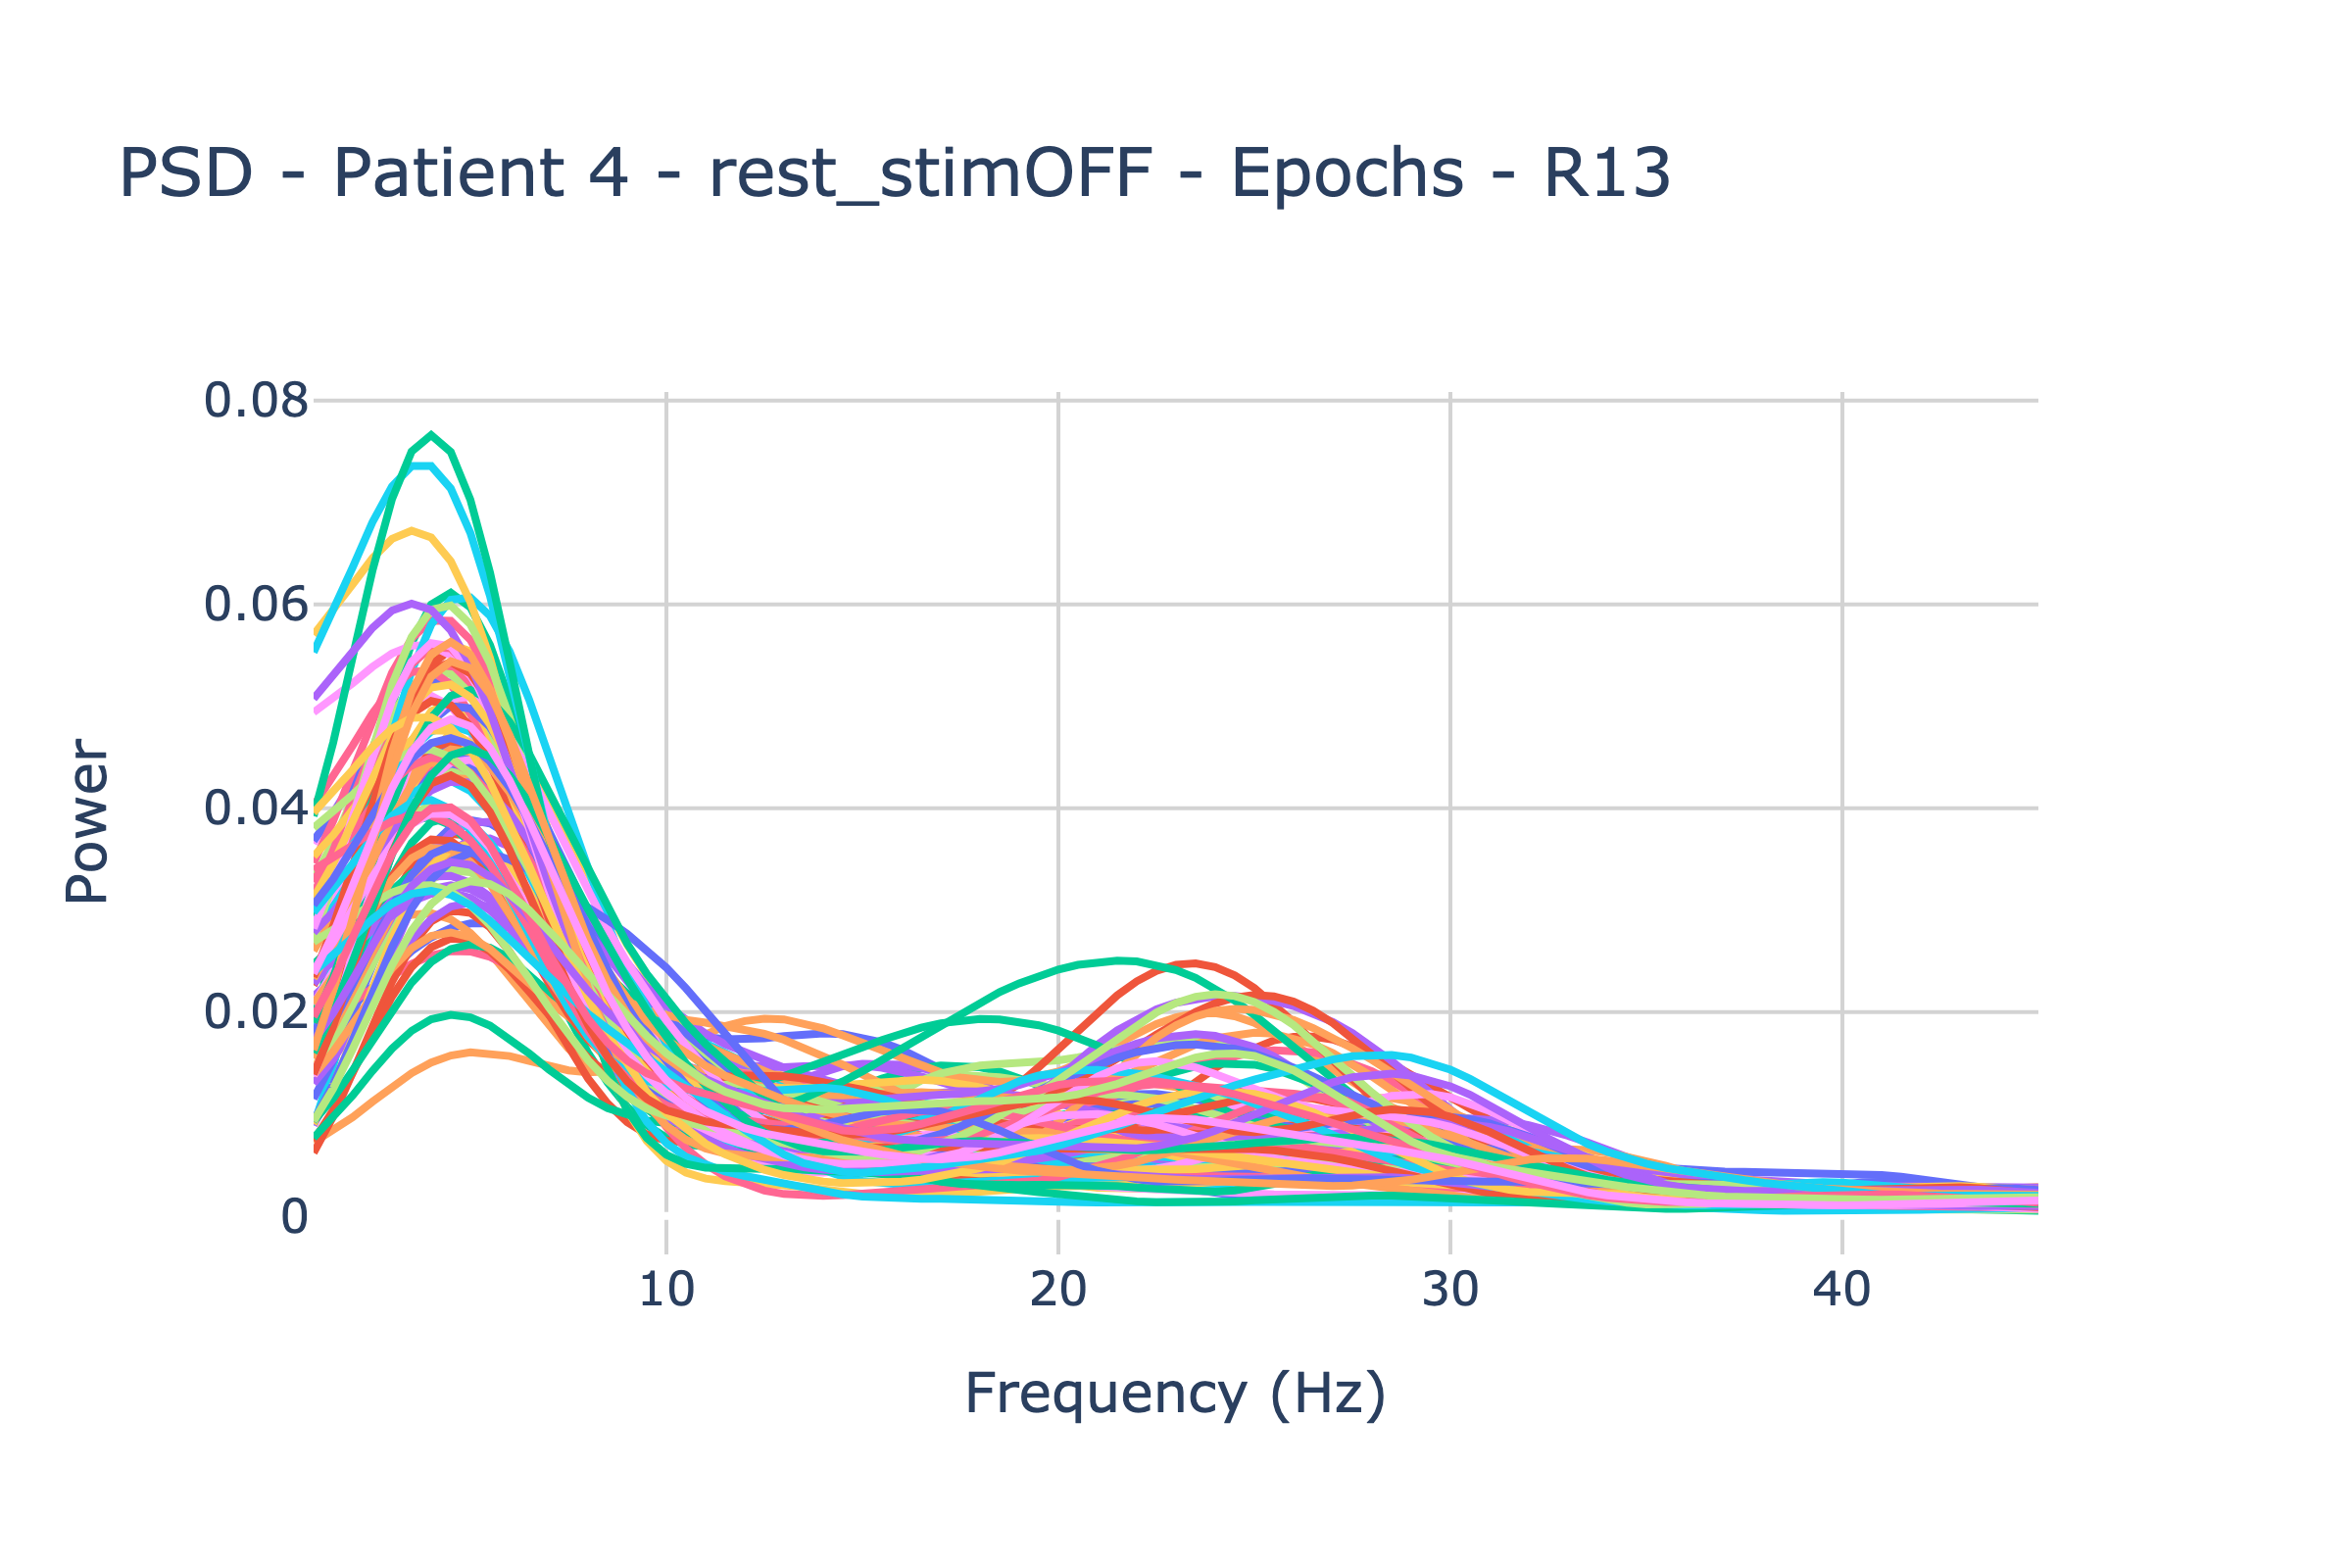 PSD - Patient 4 - rest_stimOFF - Epochs - R13
0.08
0.06
0.04
0.02
0
Power
10 20 30 40
Frequency (Hz)